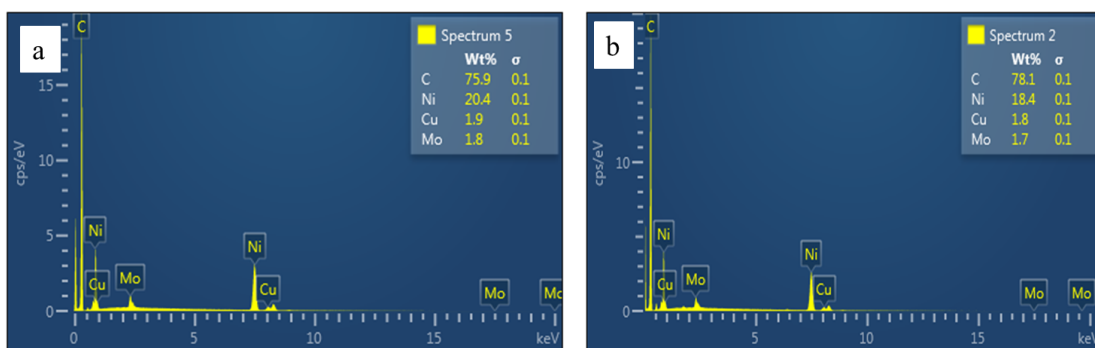 a
C
Spectrum 5
Wt% σ
C 75.9 0.1
Ni 20.4 0.1
Cu 1.9 0.1
Mo 1.8 0.1
15
10
5
0
cps/eV
Ni
Cu
Mo
Ni
Cu
Mo
Mo
0 5 10 15 keV
b
C
Spectrum 2
Wt% σ
C 78.1 0.1
Ni 18.4 0.1
Cu 1.8 0.1
Mo 1.7 0.1
10
0
cps/eV
Ni
Cu
Mo
Ni
Cu
Mo
Mo
5 10 15 keV